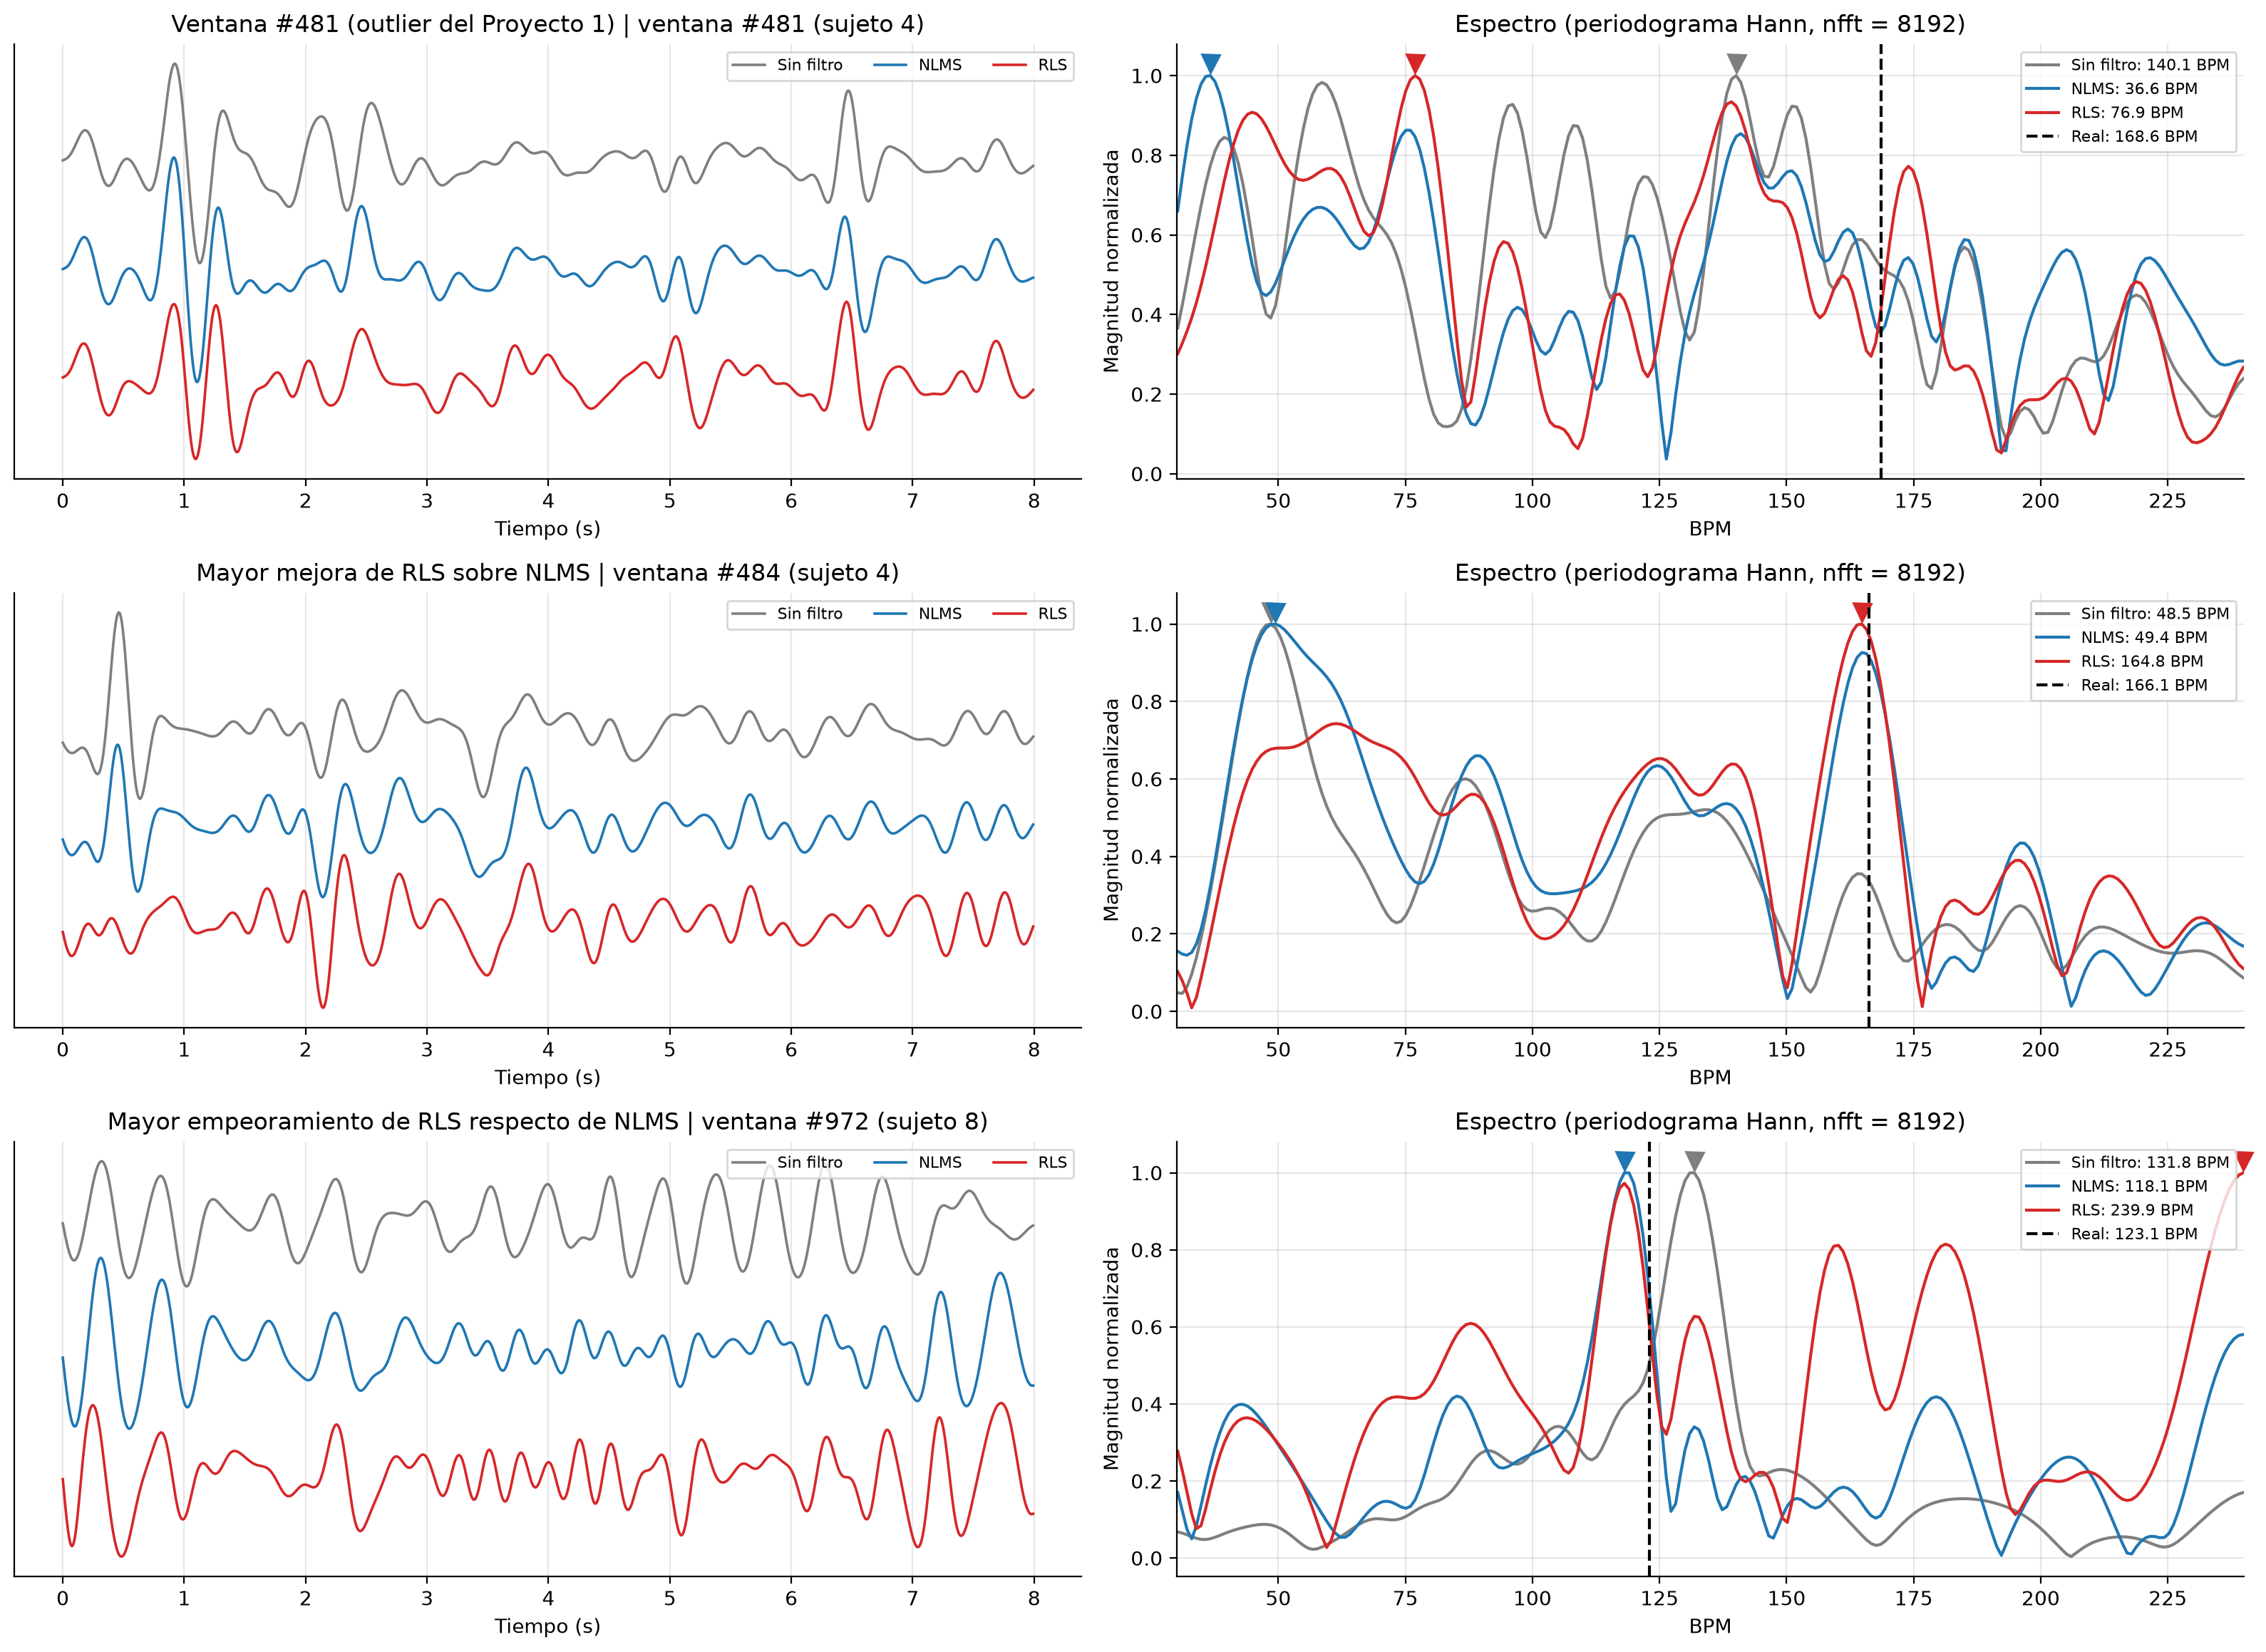 Ventana #481 (outlier del Proyecto 1) | ventana #481 (sujeto 4)
Sin filtro NLMS RLS
0 1 2 3 4 5 6 7 8
Tiempo (s)
Espectro (periodograma Hann, nfft = 8192)
Sin filtro: 140.1 BPM
NLMS: 36.6 BPM
RLS: 76.9 BPM
Real: 168.6 BPM
Magnitud normalizada
1.0
0.8
0.6
0.4
0.2
0.0
50 75 100 125 150 175 200 225
BPM
Mayor mejora de RLS sobre NLMS | ventana #484 (sujeto 4)
Sin filtro NLMS RLS
0 1 2 3 4 5 6 7 8
Tiempo (s)
Espectro (periodograma Hann, nfft = 8192)
Sin filtro: 48.5 BPM
NLMS: 49.4 BPM
RLS: 164.8 BPM
Real: 166.1 BPM
Magnitud normalizada
1.0
0.8
0.6
0.4
0.2
0.0
50 75 100 125 150 175 200 225
BPM
Mayor empeoramiento de RLS respecto de NLMS | ventana #972 (sujeto 8)
Sin filtro NLMS RLS
0 1 2 3 4 5 6 7 8
Tiempo (s)
Espectro (periodograma Hann, nfft = 8192)
Sin filtro: 131.8 BPM
NLMS: 118.1 BPM
RLS: 239.9 BPM
Real: 123.1 BPM
Magnitud normalizada
1.0
0.8
0.6
0.4
0.2
0.0
50 75 100 125 150 175 200 225
BPM